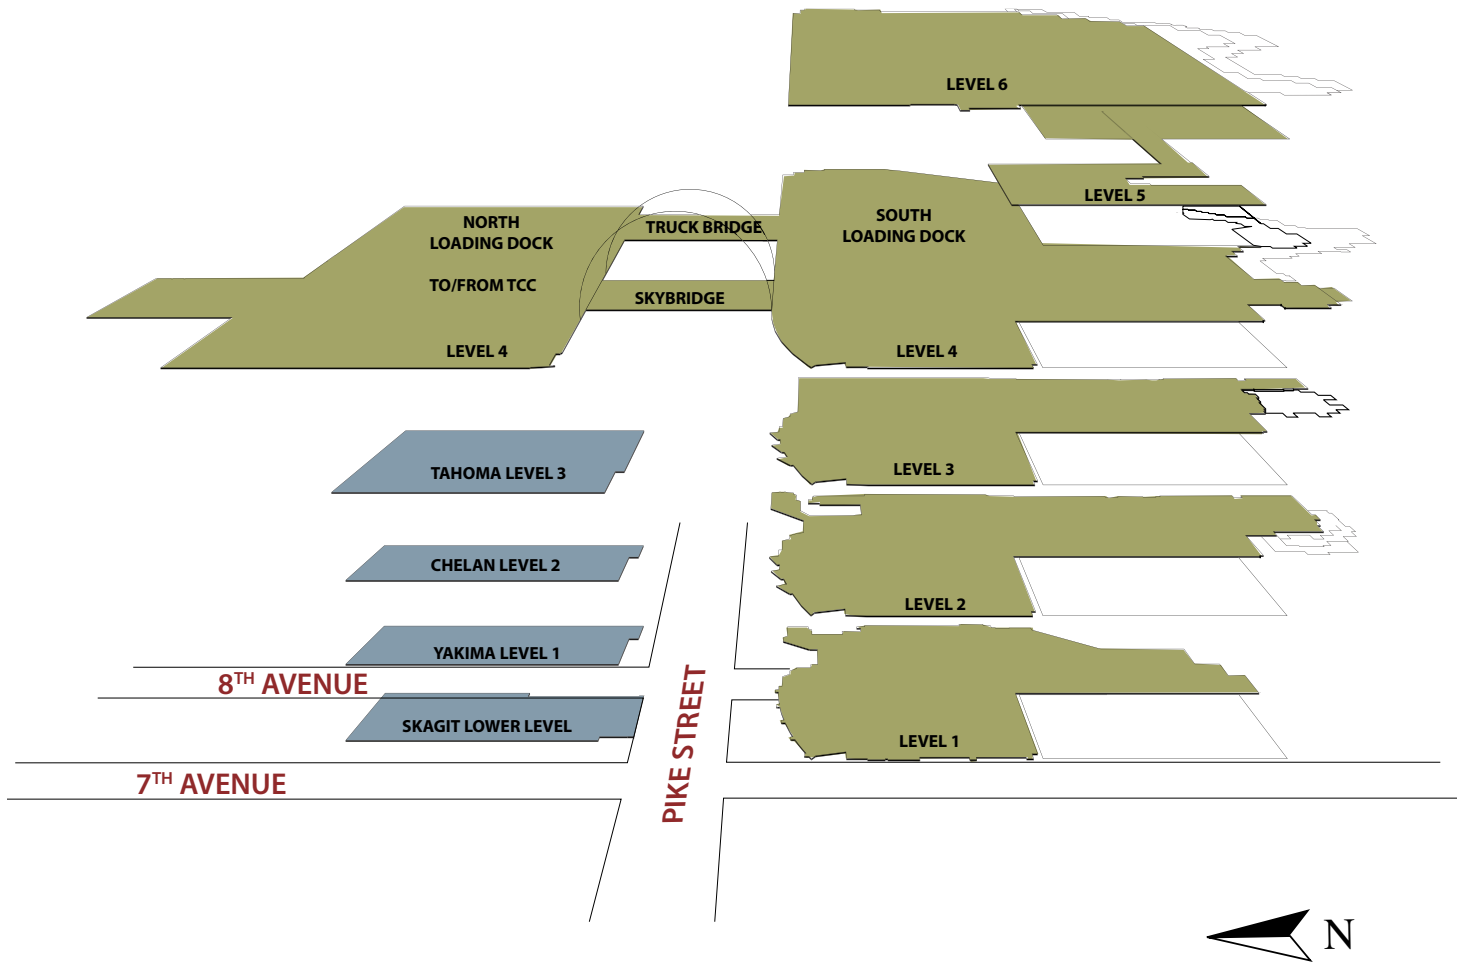 LEVEL 6
LEVEL 5
NORTH
LOADING DOCK
TO/FROM TCC
LEVEL 4
TRUCK BRIDGE
SKYBRIDGE
SOUTH
LOADING DOCK
LEVEL 4
TAHOMA LEVEL 3
LEVEL 3
CHELAN LEVEL 2
LEVEL 2
YAKIMA LEVEL 1
8TH AVENUE
SKAGIT LOWER LEVEL
LEVEL 1
7TH AVENUE
PIKE STREET
N